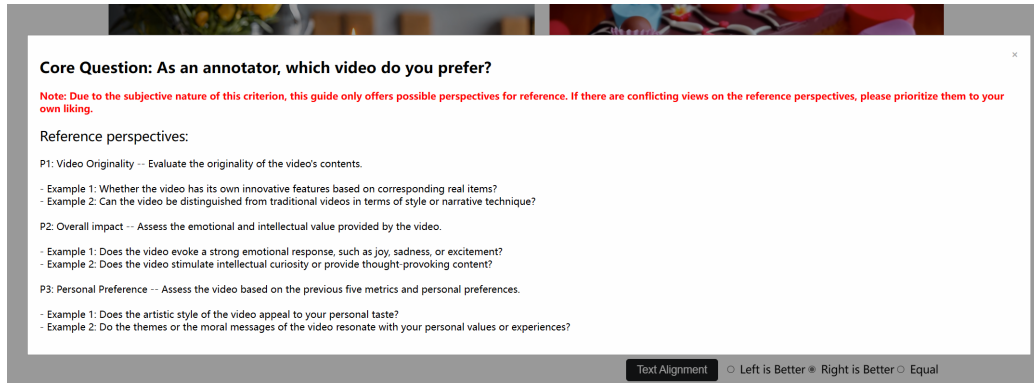 ×
Core Question: As an annotator, which video do you prefer?
Note: Due to the subjective nature of this criterion, this guide only offers possible perspectives for reference. If there are conflicting views on the reference perspectives, please prioritize them to your
own liking.
Reference perspectives:
P1: Video Originality -- Evaluate the originality of the video's contents.
- Example 1: Whether the video has its own innovative features based on corresponding real items?
- Example 2: Can the video be distinguished from traditional videos in terms of style or narrative technique?
P2: Overall impact -- Assess the emotional and intellectual value provided by the video.
- Example 1: Does the video evoke a strong emotional response, such as joy, sadness, or excitement?
- Example 2: Does the video stimulate intellectual curiosity or provide thought-provoking content?
P3: Personal Preference -- Assess the video based on the previous five metrics and personal preferences.
- Example 1: Does the artistic style of the video appeal to your personal taste?
- Example 2: Do the themes or the moral messages of the video resonate with your personal values or experiences?
Text Alignment Left is Better Right is Better Equal